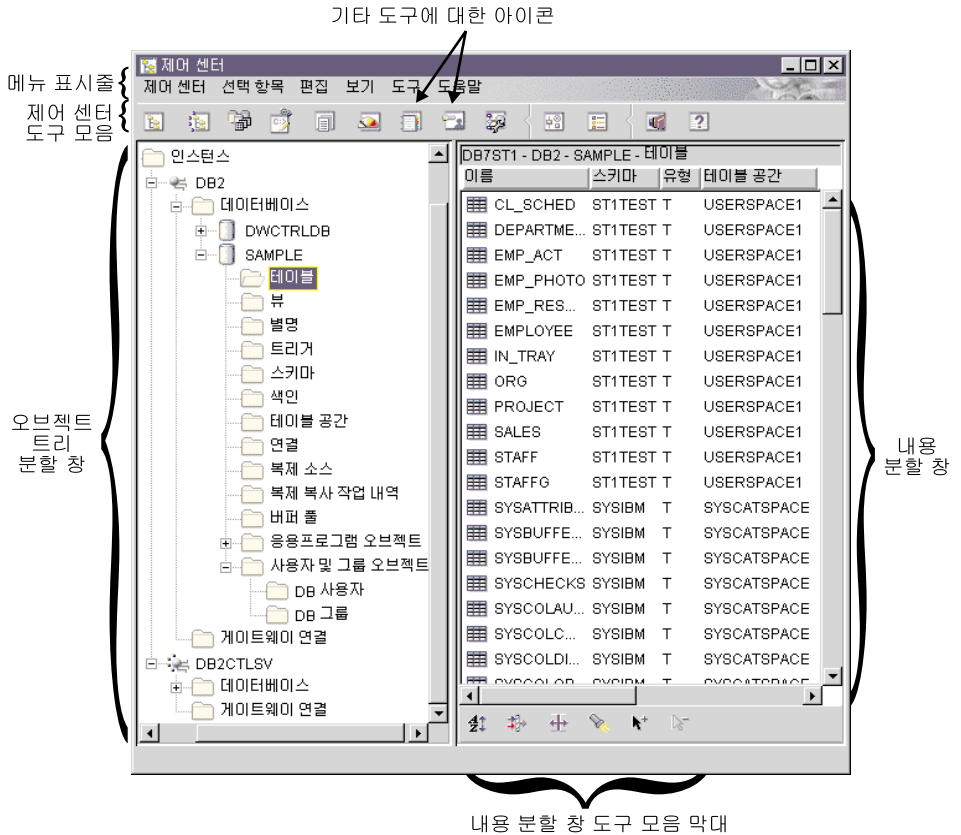 기타 도구에 대한 아이콘
메뉴 표시줄
제어 센터
도구 모음
오브젝트
트리
분할 창
제어 센터
제어 센터 선택 항목 편집 보기 도구 도움말
인스턴스
DB2
데이터베이스
DWCTRLDB
SAMPLE
테이블
뷰
별명
트리거
스키마
색인
테이블 공간
연결
복제 소스
복제 복사 작업 내역
버퍼 풀
응용프로그램 오브젝트
사용자 및 그룹 오브젝트
DB 사용자
DB 그룹
게이트웨이 연결
DB2CTLSV
데이터베이스
게이트웨이 연결
DB7ST1 - DB2 - SAMPLE - 테이블
이름 스키마 유형 테이블 공간
CL_SCHED ST1TEST T USERSPACE1
DEPARTME... ST1TEST T USERSPACE1
EMP_ACT ST1TEST T USERSPACE1
EMP_PHOTO ST1TEST T USERSPACE1
EMP_RES... ST1TEST T USERSPACE1
EMPLOYEE ST1TEST T USERSPACE1
IN_TRAY ST1TEST T USERSPACE1
ORG ST1TEST T USERSPACE1
PROJECT ST1TEST T USERSPACE1
SALES ST1TEST T USERSPACE1
STAFF ST1TEST T USERSPACE1
STAFFG ST1TEST T USERSPACE1
SYSATTRIB... SYSIBM T SYSCATSPACE
SYSBUFFE... SYSIBM T SYSCATSPACE
SYSBUFFE... SYSIBM T SYSCATSPACE
SYSCHECKS SYSIBM T SYSCATSPACE
SYSCOLAU... SYSIBM T SYSCATSPACE
SYSCOLC... SYSIBM T SYSCATSPACE
SYSCOLDI... SYSIBM T SYSCATSPACE
내용
분할 창
내용 분할 창 도구 모음 막대